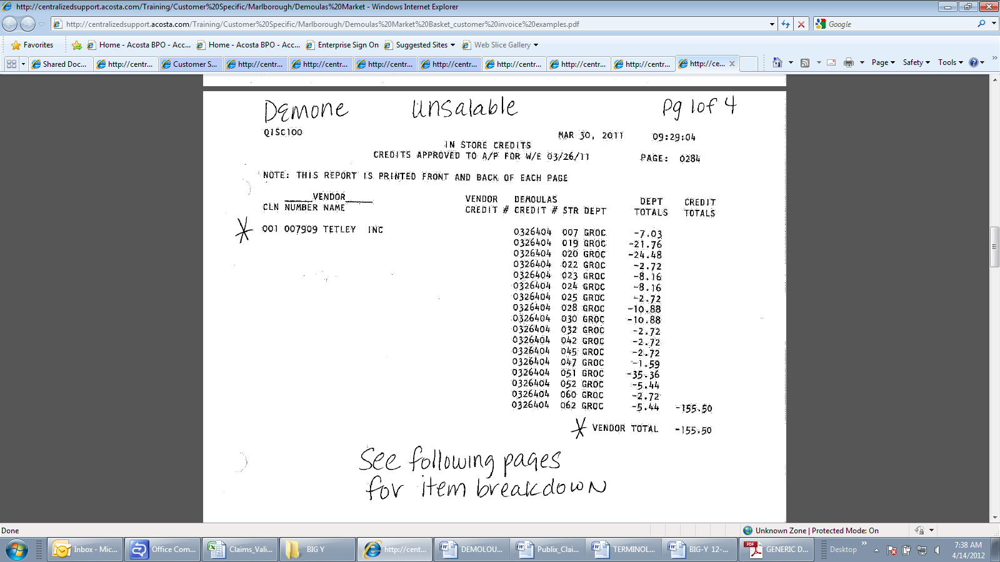 http://centralizedsupport.acosta.com/Training/Customer%20Specific/Marlborough/Demoulas%20Market - Windows Internet Explorer
http://centralizedsupport.acosta.com/Training/Customer%20Specific/Marlborough/Demoulas%20Market%20Basket_customer%20invoice%20examples.pdf
Google
Favorites Home - Acosta BPO - Acc... Home - Acosta BPO - Acc... Enterprise Sign On Suggested Sites Web Slice Gallery
Shared Doc... http://centr... Customer S... http://centr... http://centr... http://centr... http://centr... http://centr... http://centr... http://centr... http://ce... Page Safety Tools
Demone Unsalable Pg 1of 4
QISC100 MAR 30, 2011 09:29:04
IN STORE CREDITS
CREDITS APPROVED TO A/P FOR W/E 03/26/11 PAGE: 0284
NOTE: THIS REPORT IS PRINTED FRONT AND BACK OF EACH PAGE
_____VENDOR_____ VENDOR DEMOULAS DEPT CREDIT
CLN NUMBER NAME CREDIT # CREDIT # STR DEPT TOTALS TOTALS
001 007909 TETLEY INC
0326404 007 GROC -7.03
0326404 019 GROC -21.76
0326404 020 GROC -24.48
0326404 022 GROC -2.72
0326404 023 GROC -8.16
0326404 024 GROC -8.16
0326404 025 GROC -2.72
0326404 028 GROC -10.88
0326404 030 GROC -10.88
0326404 032 GROC -2.72
0326404 042 GROC -2.72
0326404 045 GROC -2.72
0326404 047 GROC -1.59
0326404 051 GROC -35.36
0326404 052 GROC -5.44
0326404 060 GROC -2.72
0326404 062 GROC -5.44 -155.50
* VENDOR TOTAL -155.50
See following pages
for item breakdown
Done Unknown Zone | Protected Mode: On
Inbox - Mic... Office Com... Claims_Vali... BIG Y http://cent... DEMOLOU... Publix_Clai... TERMINOL... BIG-Y 12-... GENERIC D... Desktop 7:38 AM
4/14/2012